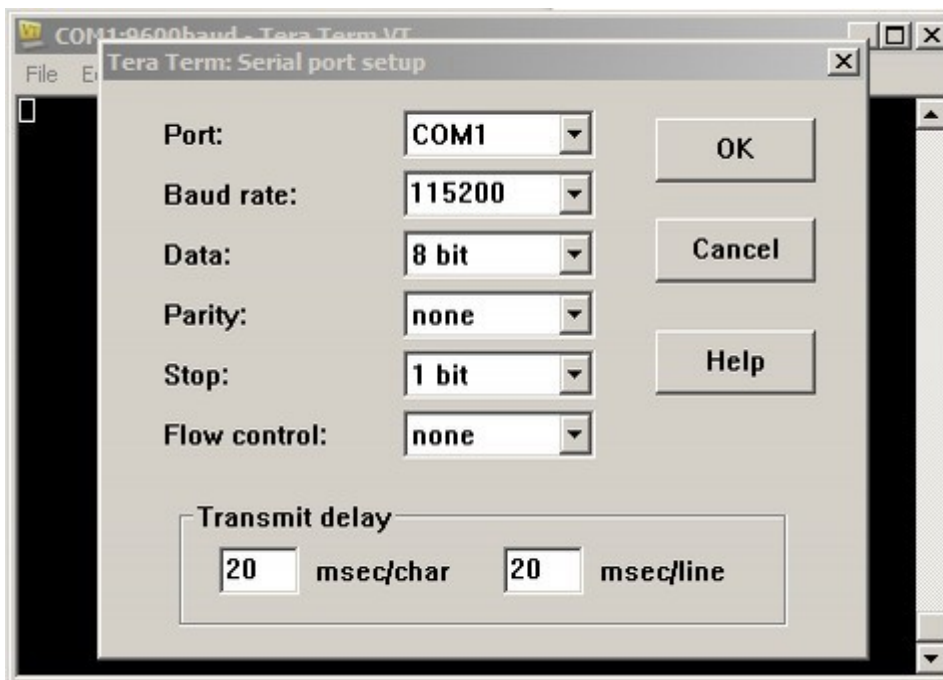 COM1:9600baud - Tera Term VT
File
Tera Term: Serial port setup
Port: COM1
OK
Baud rate: 115200
Data: 8 bit
Cancel
Parity: none
Stop: 1 bit
Help
Flow control: none
Transmit delay
20 msec/char 20 msec/line